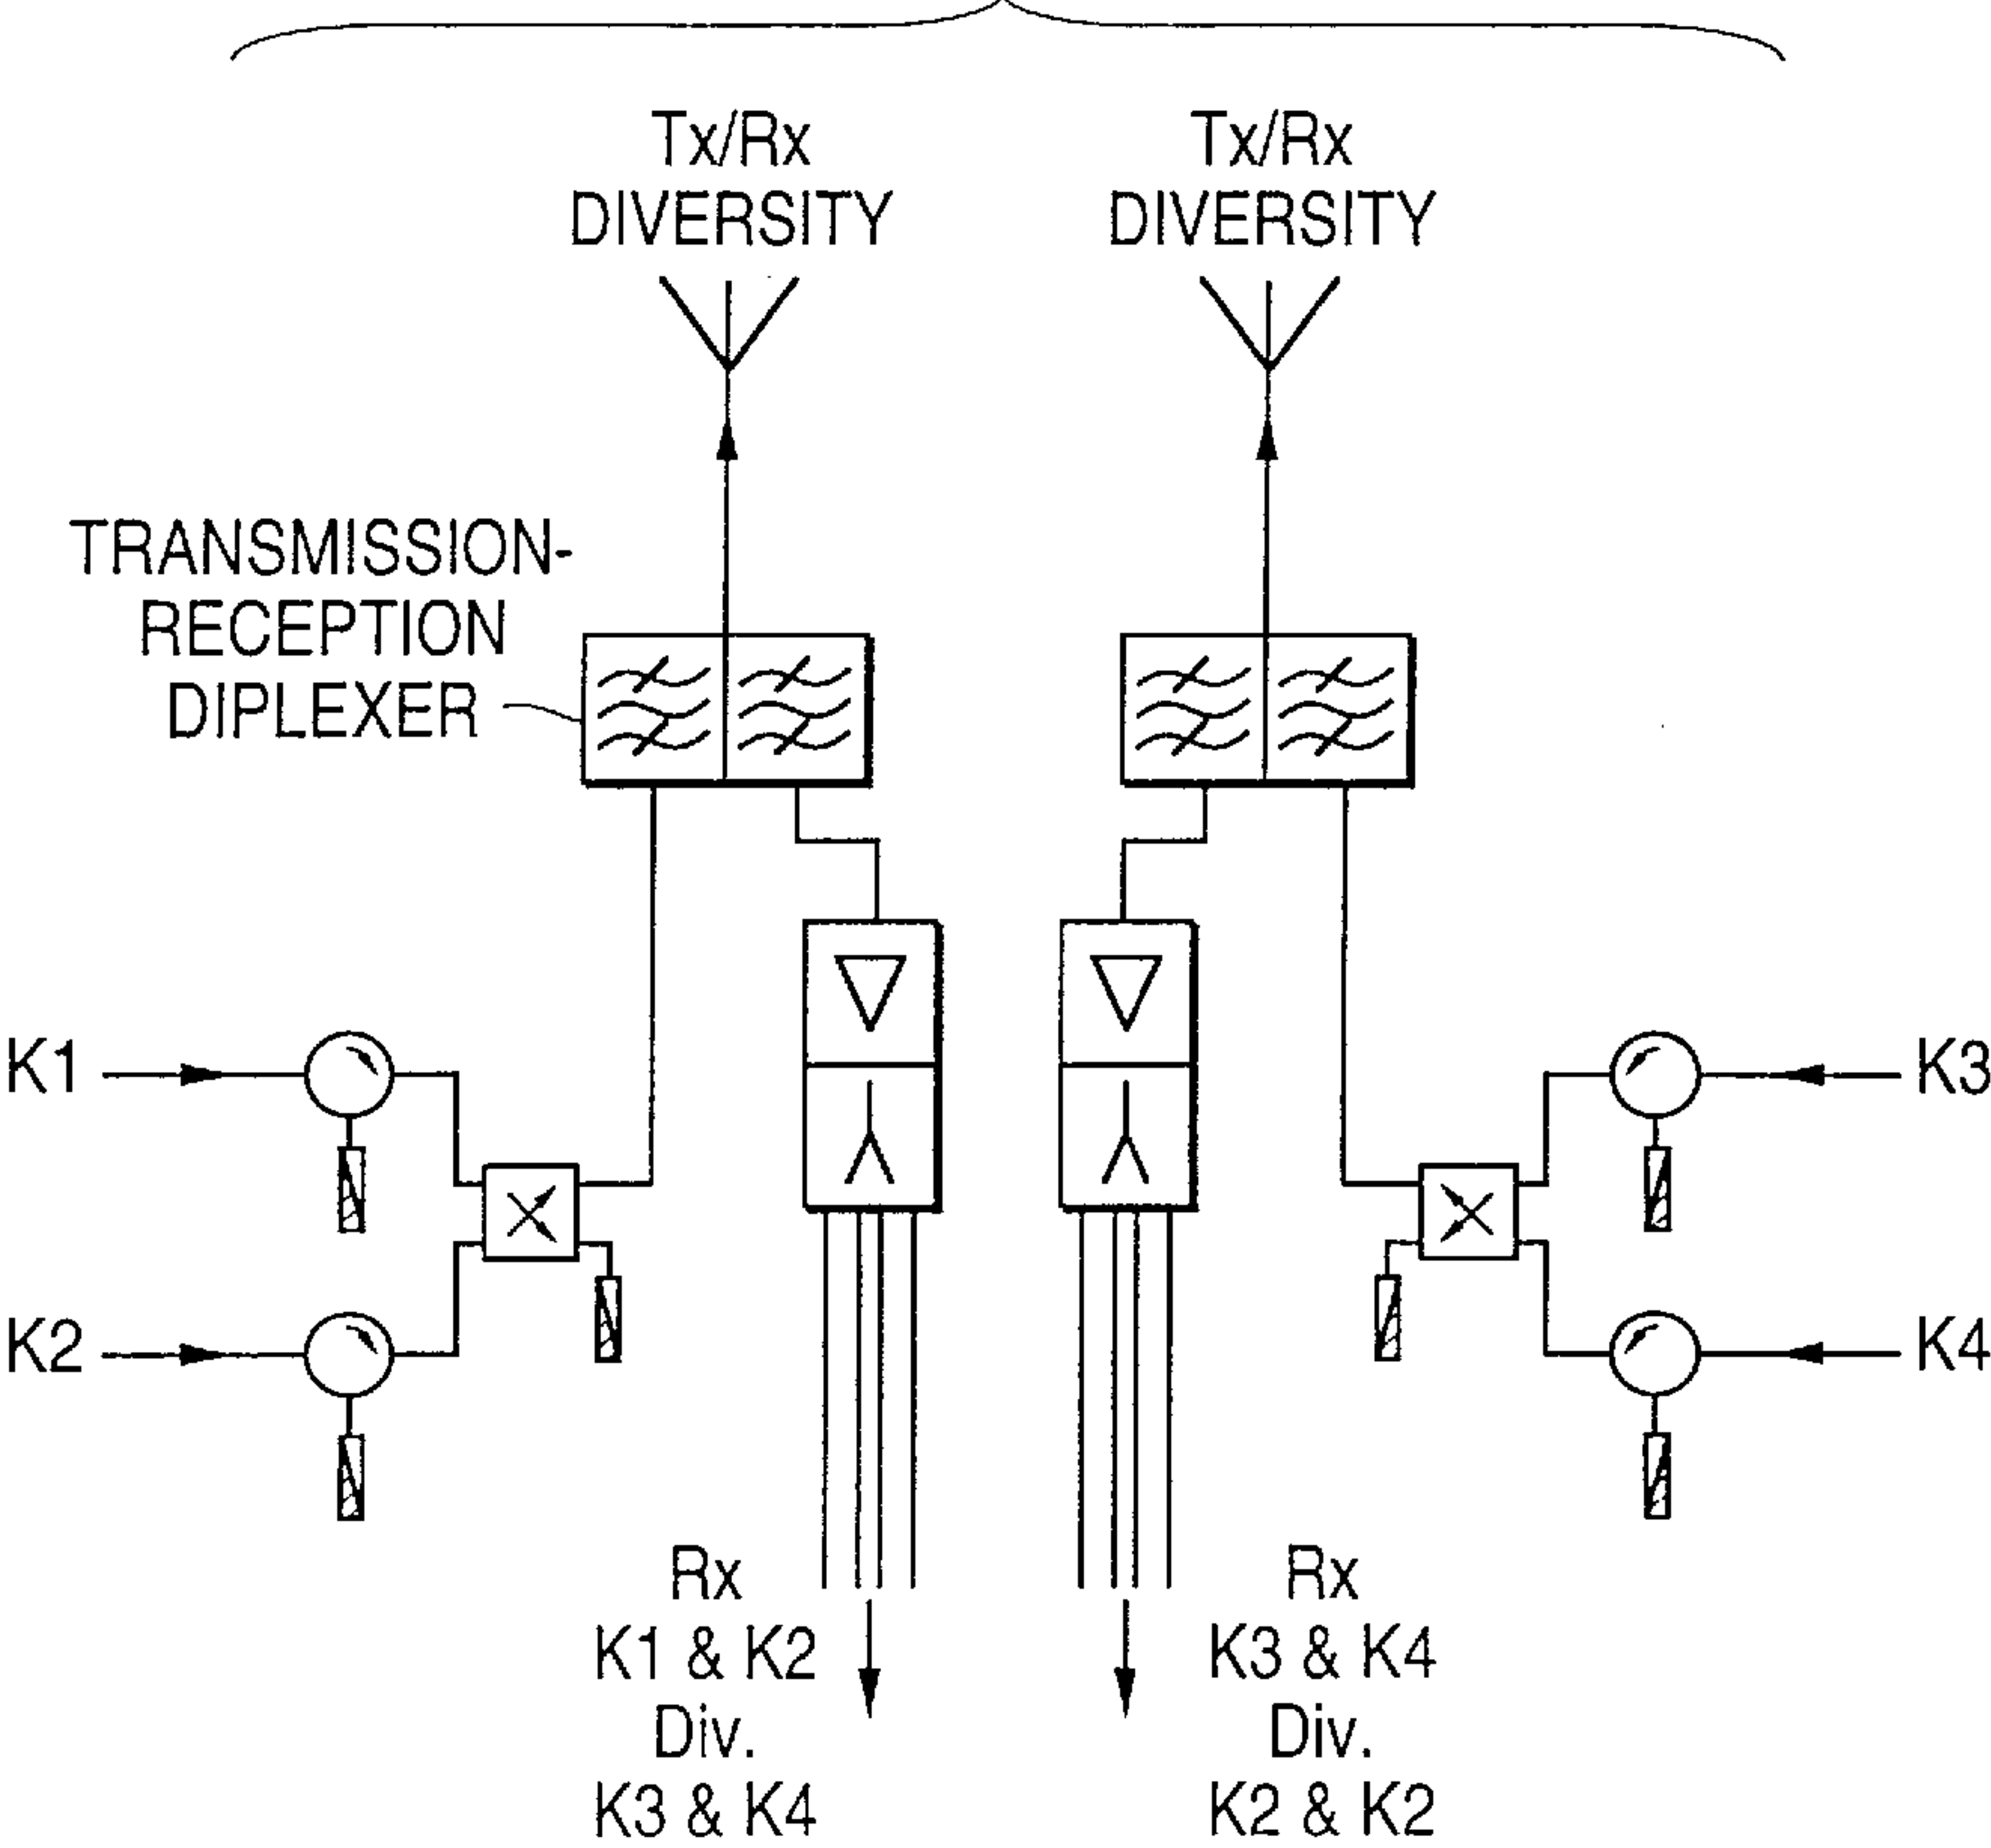 Tx/Rx
DIVERSITY
Tx/Rx
DIVERSITY
TRANSMISSION-
RECEPTION
DIPLEXER
K1
K3
K2
K4
Rx
K1 & K2
Div.
K3 & K4
Rx
K3 & K4
Div.
K2 & K2